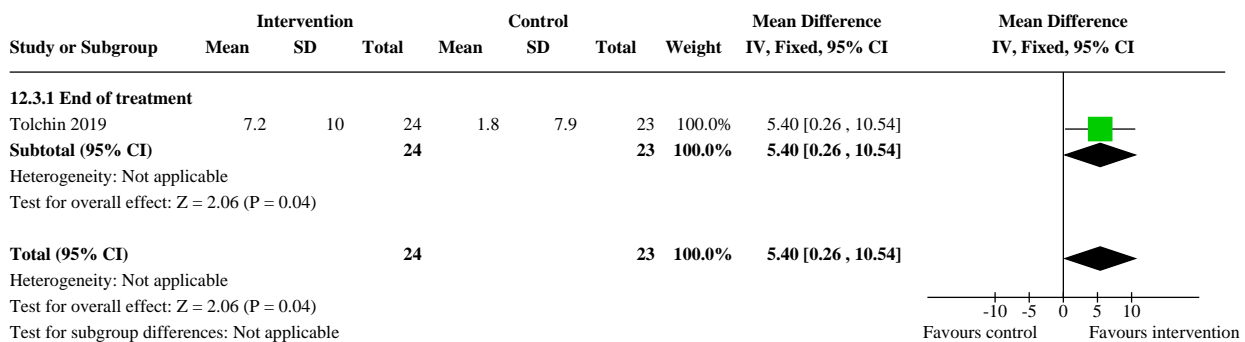 Intervention Control Mean Difference Mean Difference
Study or Subgroup Mean SD Total Mean SD Total Weight IV, Fixed, 95% CI IV, Fixed, 95% CI
12.3.1 End of treatment
Tolchin 2019 7.2 10 24 1.8 7.9 23 100.0% 5.40 [0.26 , 10.54]
Subtotal (95% CI) 24 23 100.0% 5.40 [0.26 , 10.54]
Heterogeneity: Not applicable
Test for overall effect: Z = 2.06 (P = 0.04)
Total (95% CI) 24 23 100.0% 5.40 [0.26 , 10.54]
Heterogeneity: Not applicable
Test for overall effect: Z = 2.06 (P = 0.04)
-10 -5 0 5 10
Test for subgroup differences: Not applicable Favours control Favours intervention